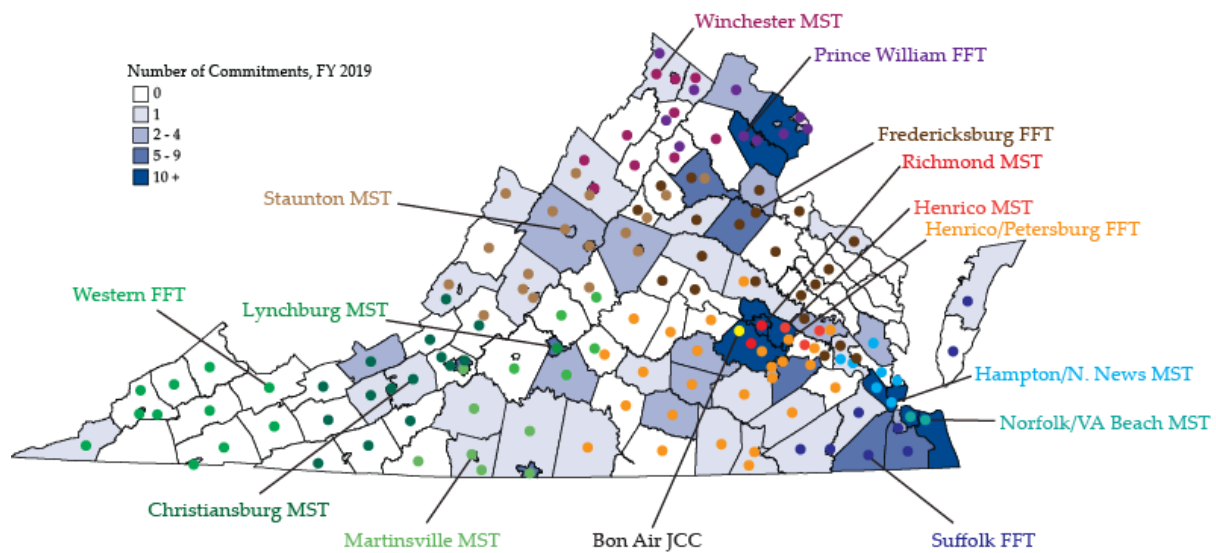 Winchester MST
Prince William FFT
Number of Commitments, FY 2019
0
1
2 - 4
5 - 9
10 +
Fredericksburg FFT
Richmond MST
Staunton MST
Henrico MST
Henrico/Petersburg FFT
Western FFT
Lynchburg MST
Hampton/N. News MST
Norfolk/VA Beach MST
Christiansburg MST
Martinsville MST
Bon Air JCC
Suffolk FFT